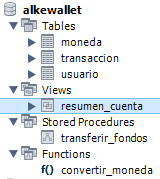 alkewallet
Tables
moneda
transaccion
usuario
Views
resumen_cuenta
Stored Procedures
transferir_fondos
Functions
f() convertir_moneda